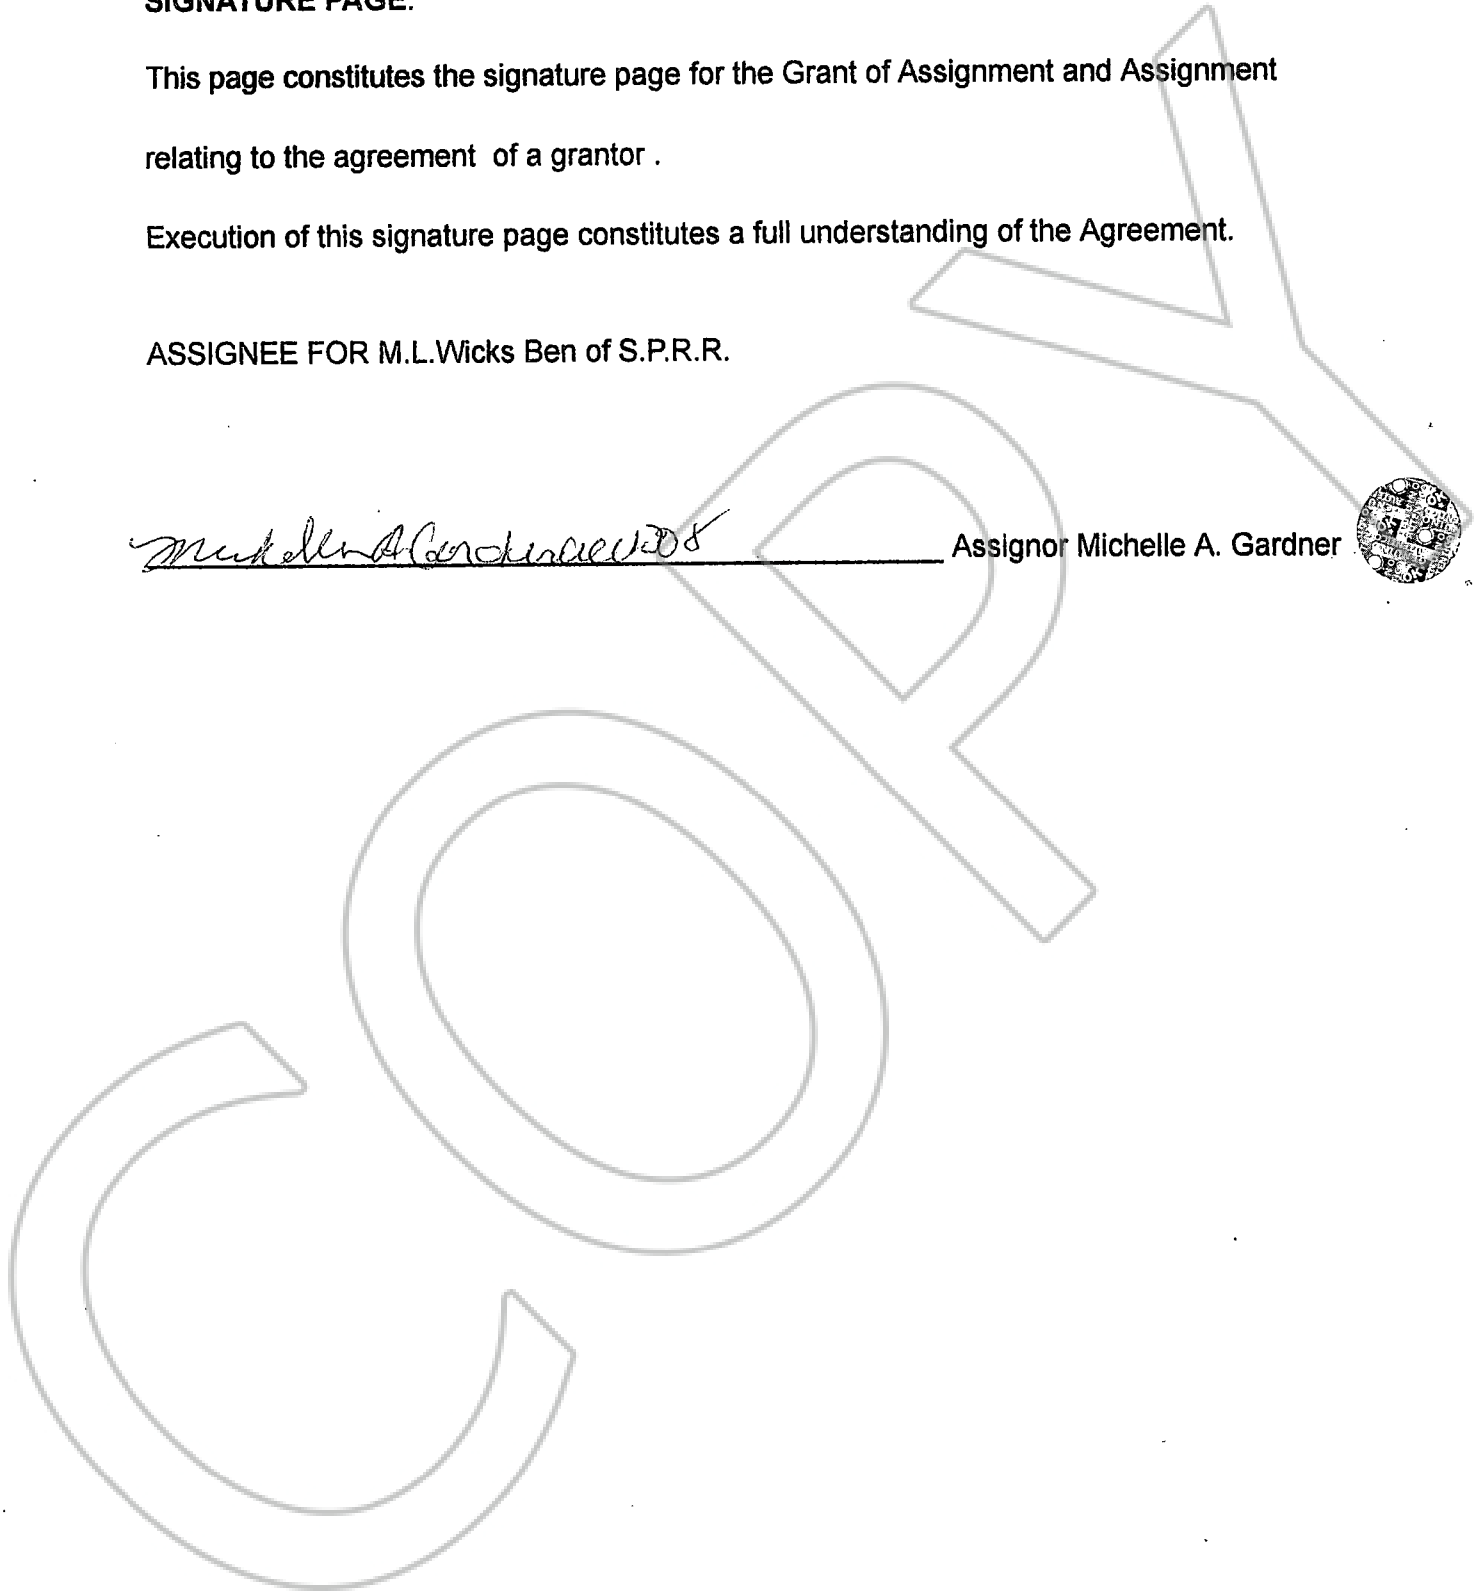 SIGNATURE PAGE.
This page constitutes the signature page for the Grant of Assignment and Assignment
relating to the agreement of a grantor .
Execution of this signature page constitutes a full understanding of the Agreement.
ASSIGNEE FOR M.L.Wicks Ben of S.P.R.R.
Assignor Michelle A. Gardner
COPY